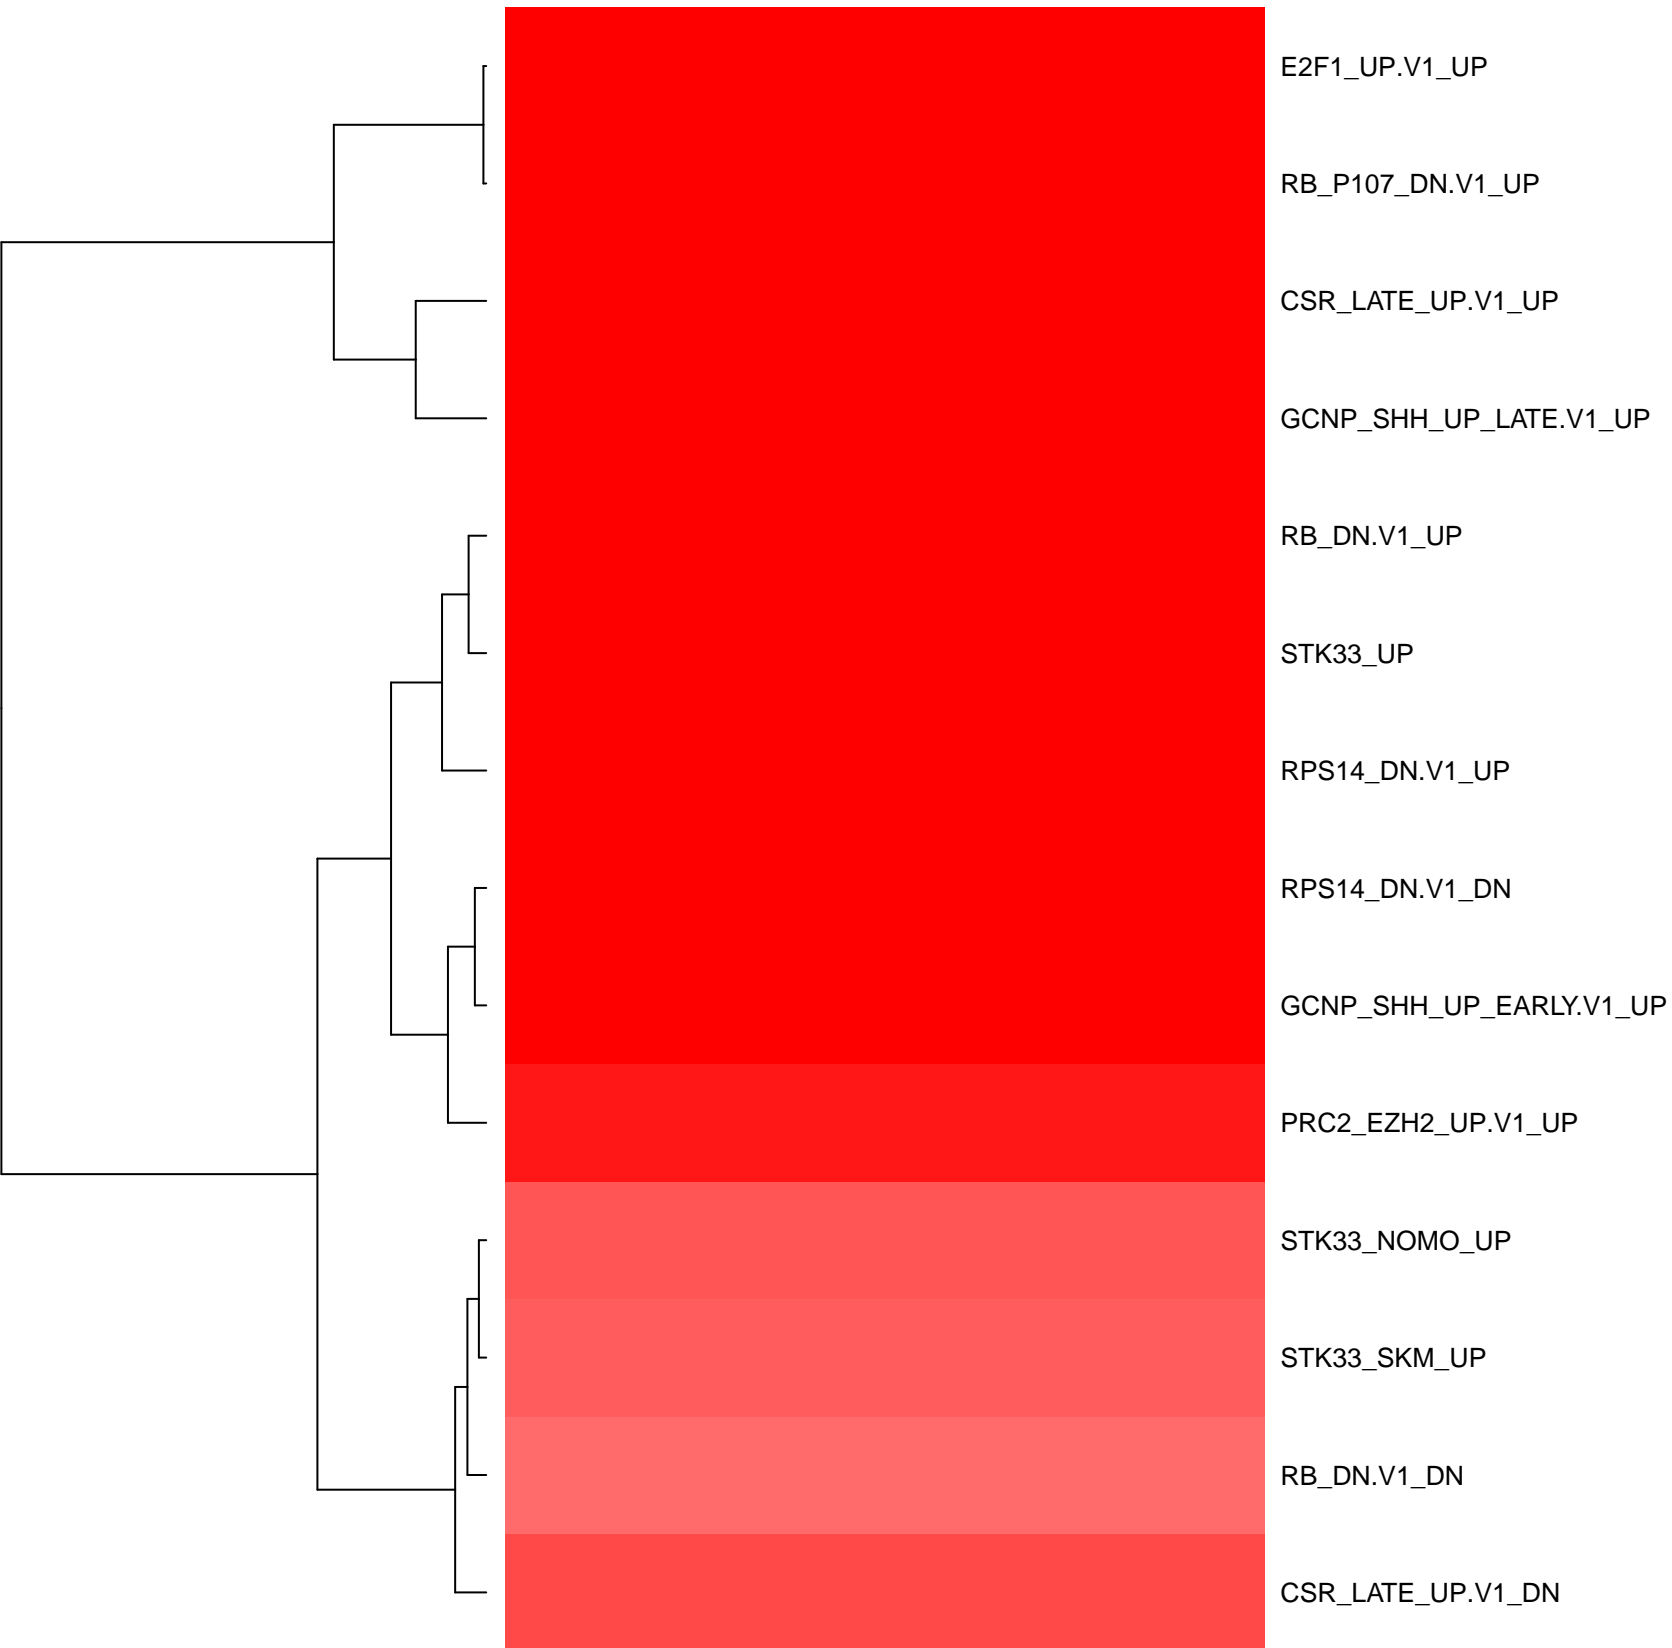 E2F1_UP.V1_UP
RB_P107_DN.V1_UP
CSR_LATE_UP.V1_UP
GCNP_SHH_UP_LATE.V1_UP
RB_DN.V1_UP
STK33_UP
RPS14_DN.V1_UP
RPS14_DN.V1_DN
GCNP_SHH_UP_EARLY.V1_UP
PRC2_EZH2_UP.V1_UP
STK33_NOMO_UP
STK33_SKM_UP
RB_DN.V1_DN
CSR_LATE_UP.V1_DN